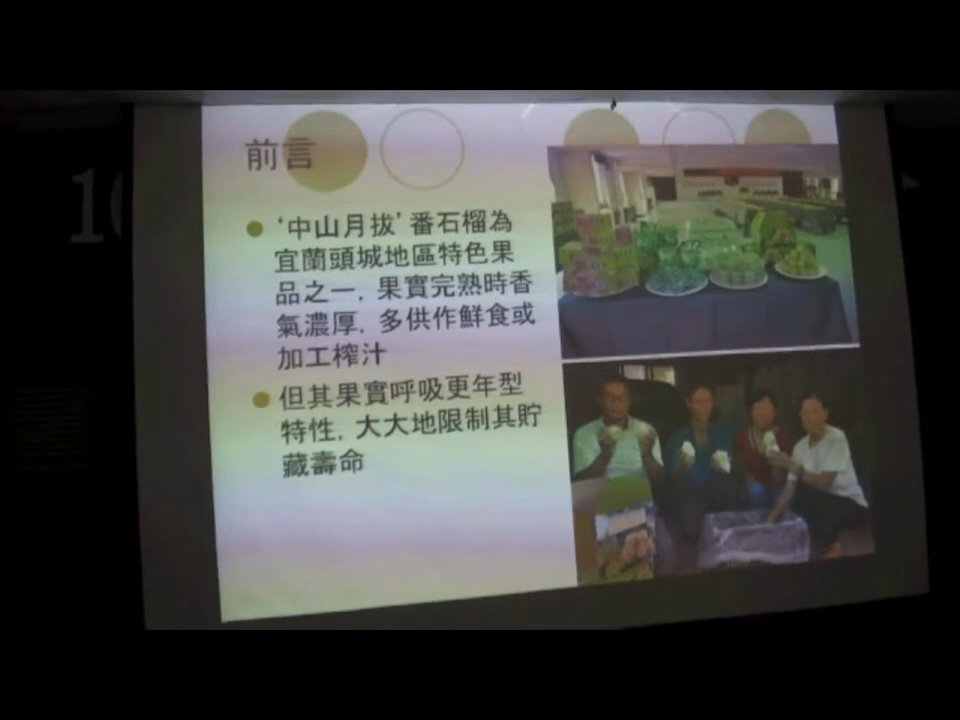 前言
‘中山月拔’番石榴為
宜蘭頭城地區特色果
品之一，果實完熟時香
氣濃厚，多供作鮮食或
加工榨汁
但其果實呼吸更年型
特性，大大地限制其貯
藏壽命